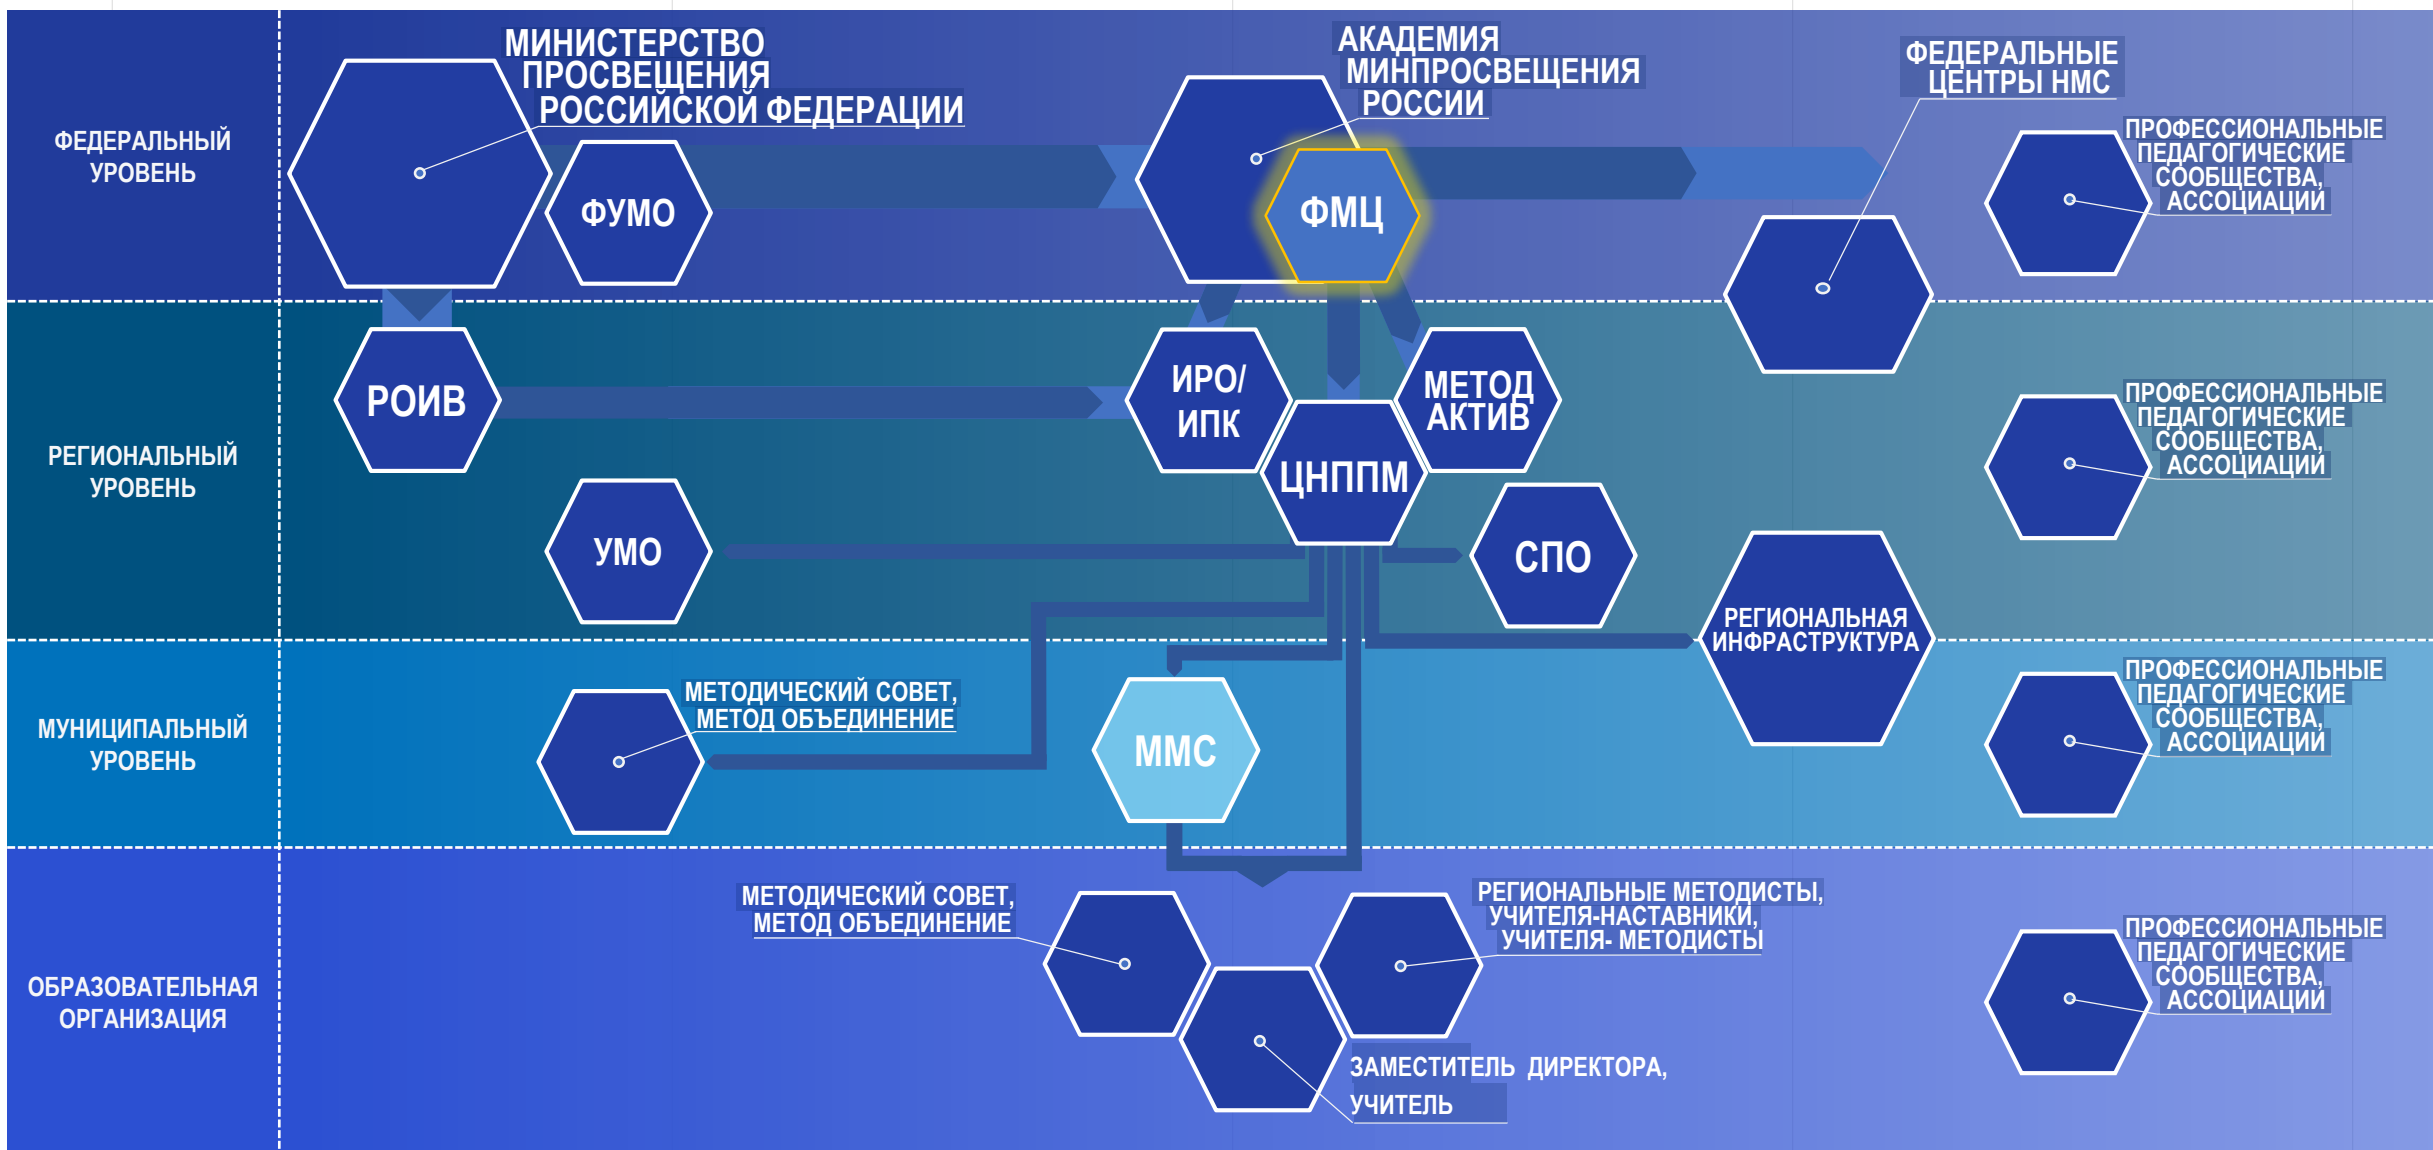 МИНИСТЕРСТВО
ПРОСВЕЩЕНИЯ
РОССИЙСКОЙ ФЕДЕРАЦИИ
АКАДЕМИЯ
МИНПРОСВЕЩЕНИЯ
РОССИИ
ФЕДЕРАЛЬНЫЕ
ЦЕНТРЫ НМС
ФЕДЕРАЛЬНЫЙ
УРОВЕНЬ
ФУМО
ФМЦ
ПРОФЕССИОНАЛЬНЫЕ
ПЕДАГОГИЧЕСКИЕ
СООБЩЕСТВА,
АССОЦИАЦИИ
РЕГИОНАЛЬНЫЙ
УРОВЕНЬ
РОИВ
ИРО/
ИПК
МЕТОД
АКТИВ
ЦНППМ
УМО
СПО
РЕГИОНАЛЬНАЯ
ИНФРАСТРУКТУРА
ПРОФЕССИОНАЛЬНЫЕ
ПЕДАГОГИЧЕСКИЕ
СООБЩЕСТВА,
АССОЦИАЦИИ
МУНИЦИПАЛЬНЫЙ
УРОВЕНЬ
МЕТОДИЧЕСКИЙ СОВЕТ,
МЕТОД ОБЪЕДИНЕНИЕ
ММС
ПРОФЕССИОНАЛЬНЫЕ
ПЕДАГОГИЧЕСКИЕ
СООБЩЕСТВА,
АССОЦИАЦИИ
ОБРАЗОВАТЕЛЬНАЯ
ОРГАНИЗАЦИЯ
МЕТОДИЧЕСКИЙ СОВЕТ,
МЕТОД ОБЪЕДИНЕНИЕ
РЕГИОНАЛЬНЫЕ МЕТОДИСТЫ,
УЧИТЕЛЯ-НАСТАВНИКИ,
УЧИТЕЛЯ- МЕТОДИСТЫ
ЗАМЕСТИТЕЛЬ ДИРЕКТОРА,
УЧИТЕЛЬ
ПРОФЕССИОНАЛЬНЫЕ
ПЕДАГОГИЧЕСКИЕ
СООБЩЕСТВА,
АССОЦИАЦИИ